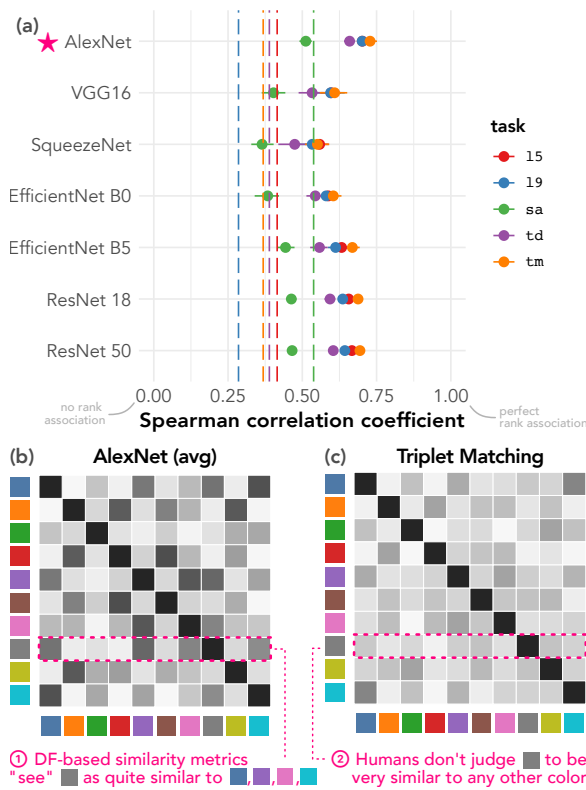 (a)
AlexNet
VGG16
SqueezeNet
EfficientNet B0
EfficientNet B5
ResNet 18
ResNet 50
task
l5
l9
sa
td
tm
0.00 0.25 0.50 0.75 1.00
no rank
association
Spearman correlation coefficient
perfect
rank association
(b) AlexNet (avg)
(c) Triplet Matching
1 DF-based similarity metrics
"see" as quite similar to , , ,
2 Humans don't judge to be
very similar to any other color